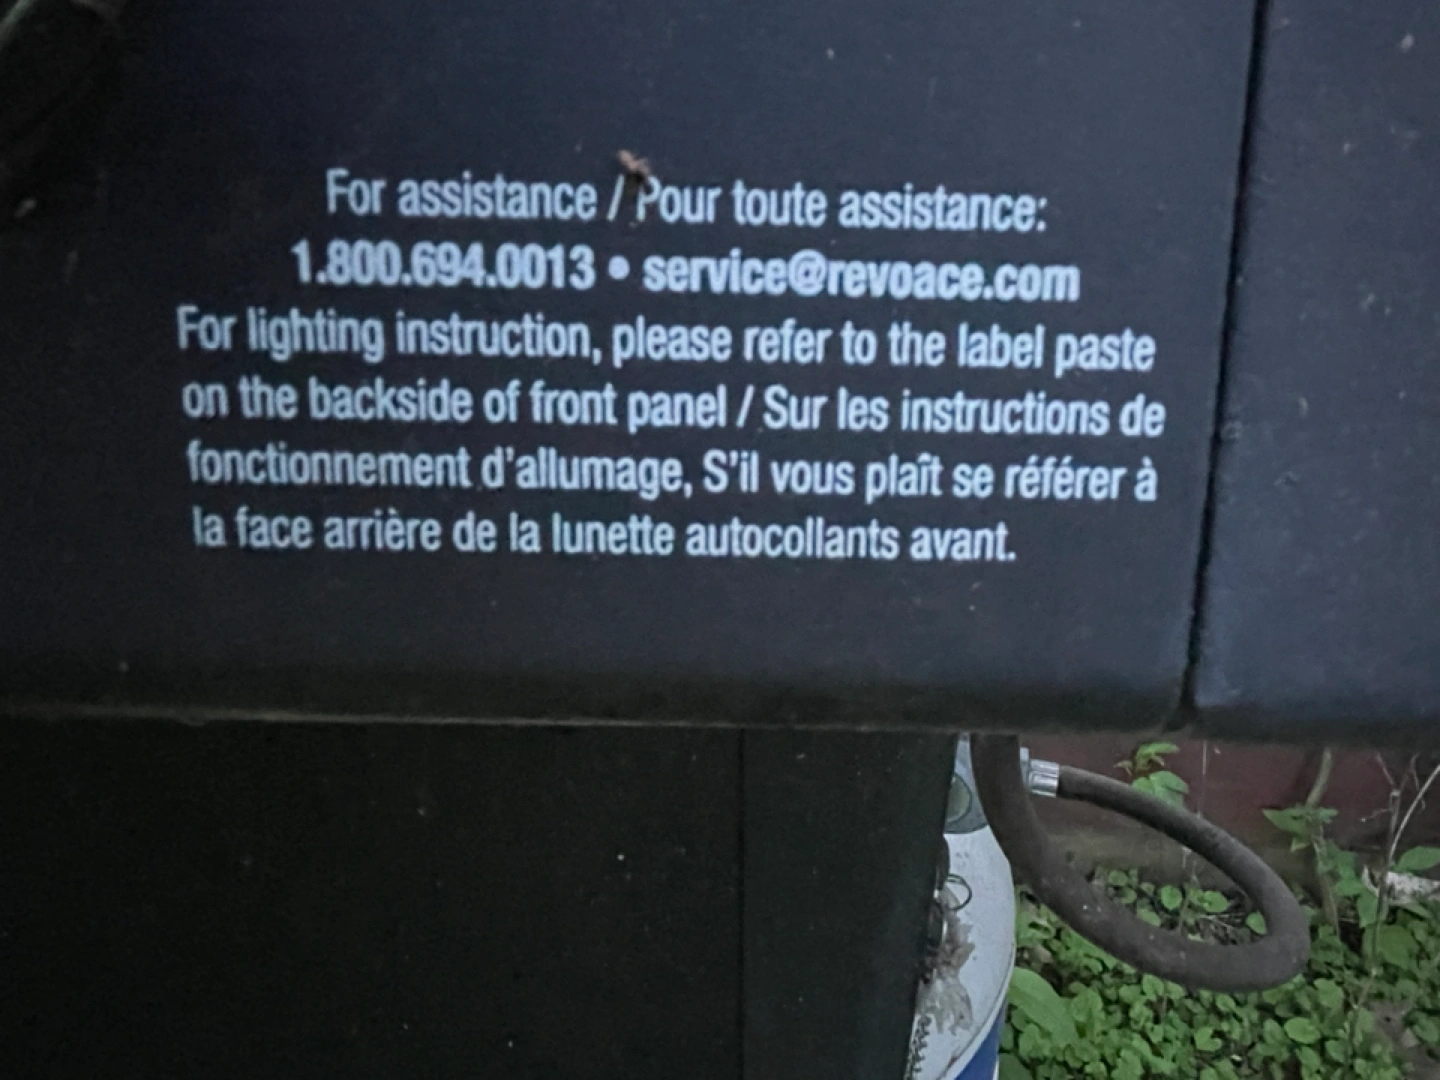 For assistance / Pour toute assistance:
1.800.694.0013 • service@revoace.com
For lighting instruction, please refer to the label paste
on the backside of front panel / Sur les instructions de
fonctionnement d'allumage, S'il vous plaît se référer à
la face arrière de la lunette autocollants avant.